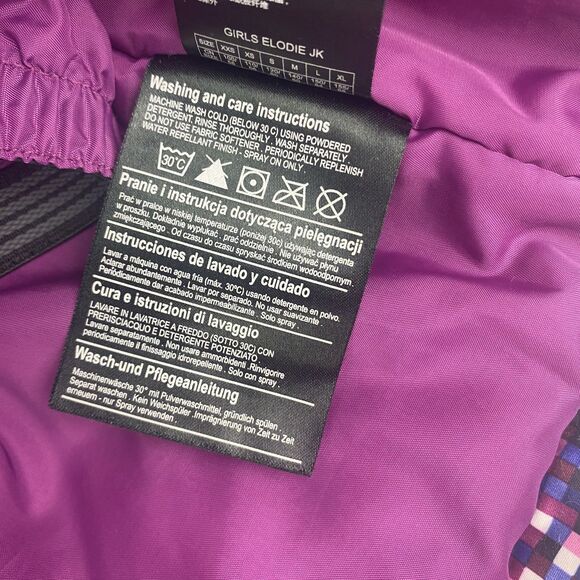 GIRLS ELODIE JK
SIZE XXS XS S M L XL
Washing and care instructions
MACHINE WASH COLD (BELOW 30 C) USING POWDERED
DETERGENT, RINSE THOROUGHLY . WASH SEPARATELY
DO NOT USE FABRIC SOFTENER . PERIODICALLY REPLENISH
WATER REPELLANT FINISH - SPRAY ON ONLY .
30°C
Pranie i instrukcja dotycząca pielęgnacji
Prać w pralce w niskiej temperaturze (poniżej 30c) używając detergenta
w proszku. Dokładnie wypłukać . prać oddzielnie . Nie używać płynu
zmiękczającego . Od czasu do czasu spryskać środkiem wodoodpornym.
Instrucciones de lavado y cuidado
Lavar a máquina con agua fría (máx. 30°C) usando detergente en polvo.
Aclarar abundantemente . Lavar por separado. No usar suavizante
Periódicamente dar acabado impermeabilizante . Solo spray .
Cura e istruzioni di lavaggio
LAVARE IN LAVATRICE A FREDDO (SOTTO 30C) CON
PRERISCIACQUO E DETERGENTE POTENZIATO
Lavare separatamente . Non usare ammorbidenti .Rinvigorire
periodicamente il finissaggio idrorepellente . Solo con spray .
Wasch-und Pflegeanleitung
Maschinenwäsche 30° mit Pulverwaschmittel, gründlich spülen .
Separat waschen . Kein Weichspüler .Imprägnierung von Zeit zu Zeit
erneuern - nur Spray verwenden .